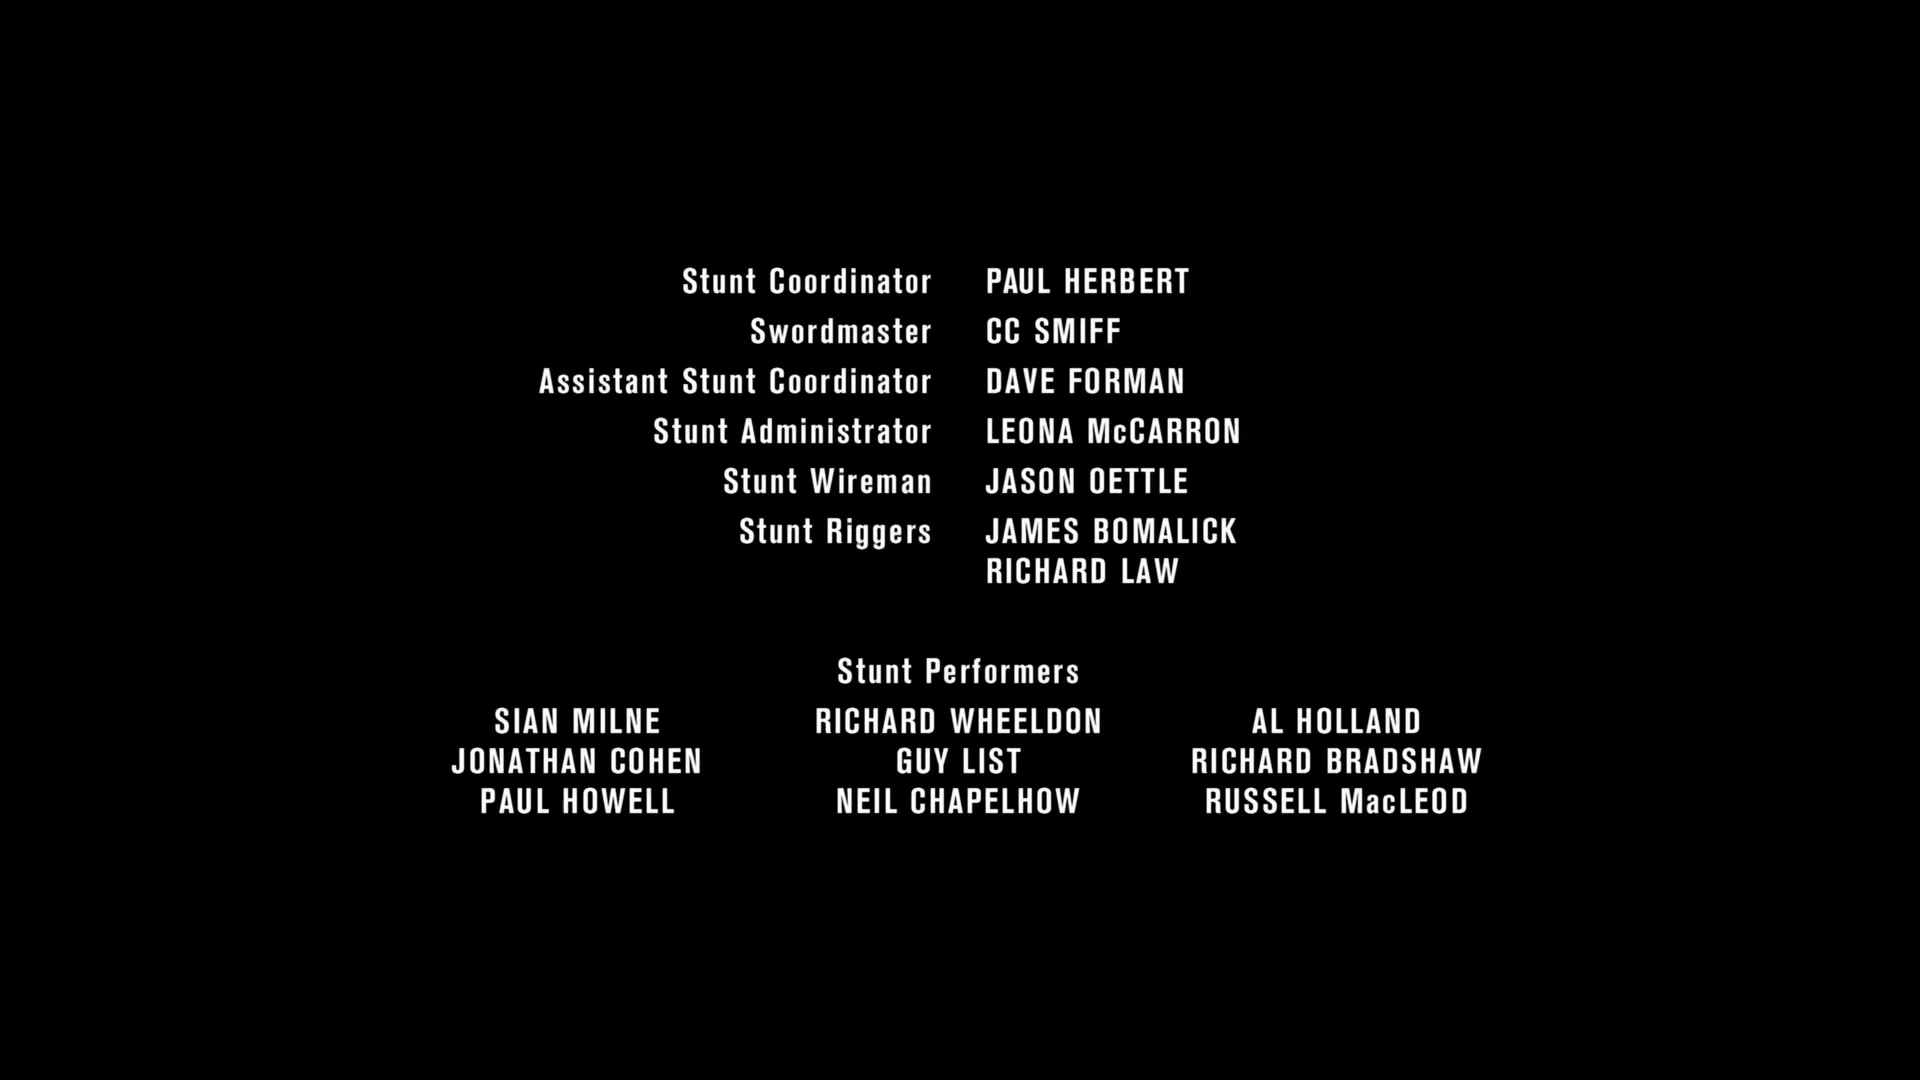 Stunt Coordinator PAUL HERBERT
Swordmaster CC SMIFF
Assistant Stunt Coordinator DAVE FORMAN
Stunt Administrator LEONA McCARRON
Stunt Wireman JASON OETTLE
Stunt Riggers JAMES BOMALICK
RICHARD LAW
Stunt Performers
SIAN MILNE RICHARD WHEELDON AL HOLLAND
JONATHAN COHEN GUY LIST RICHARD BRADSHAW
PAUL HOWELL NEIL CHAPELHOW RUSSELL MacLEOD